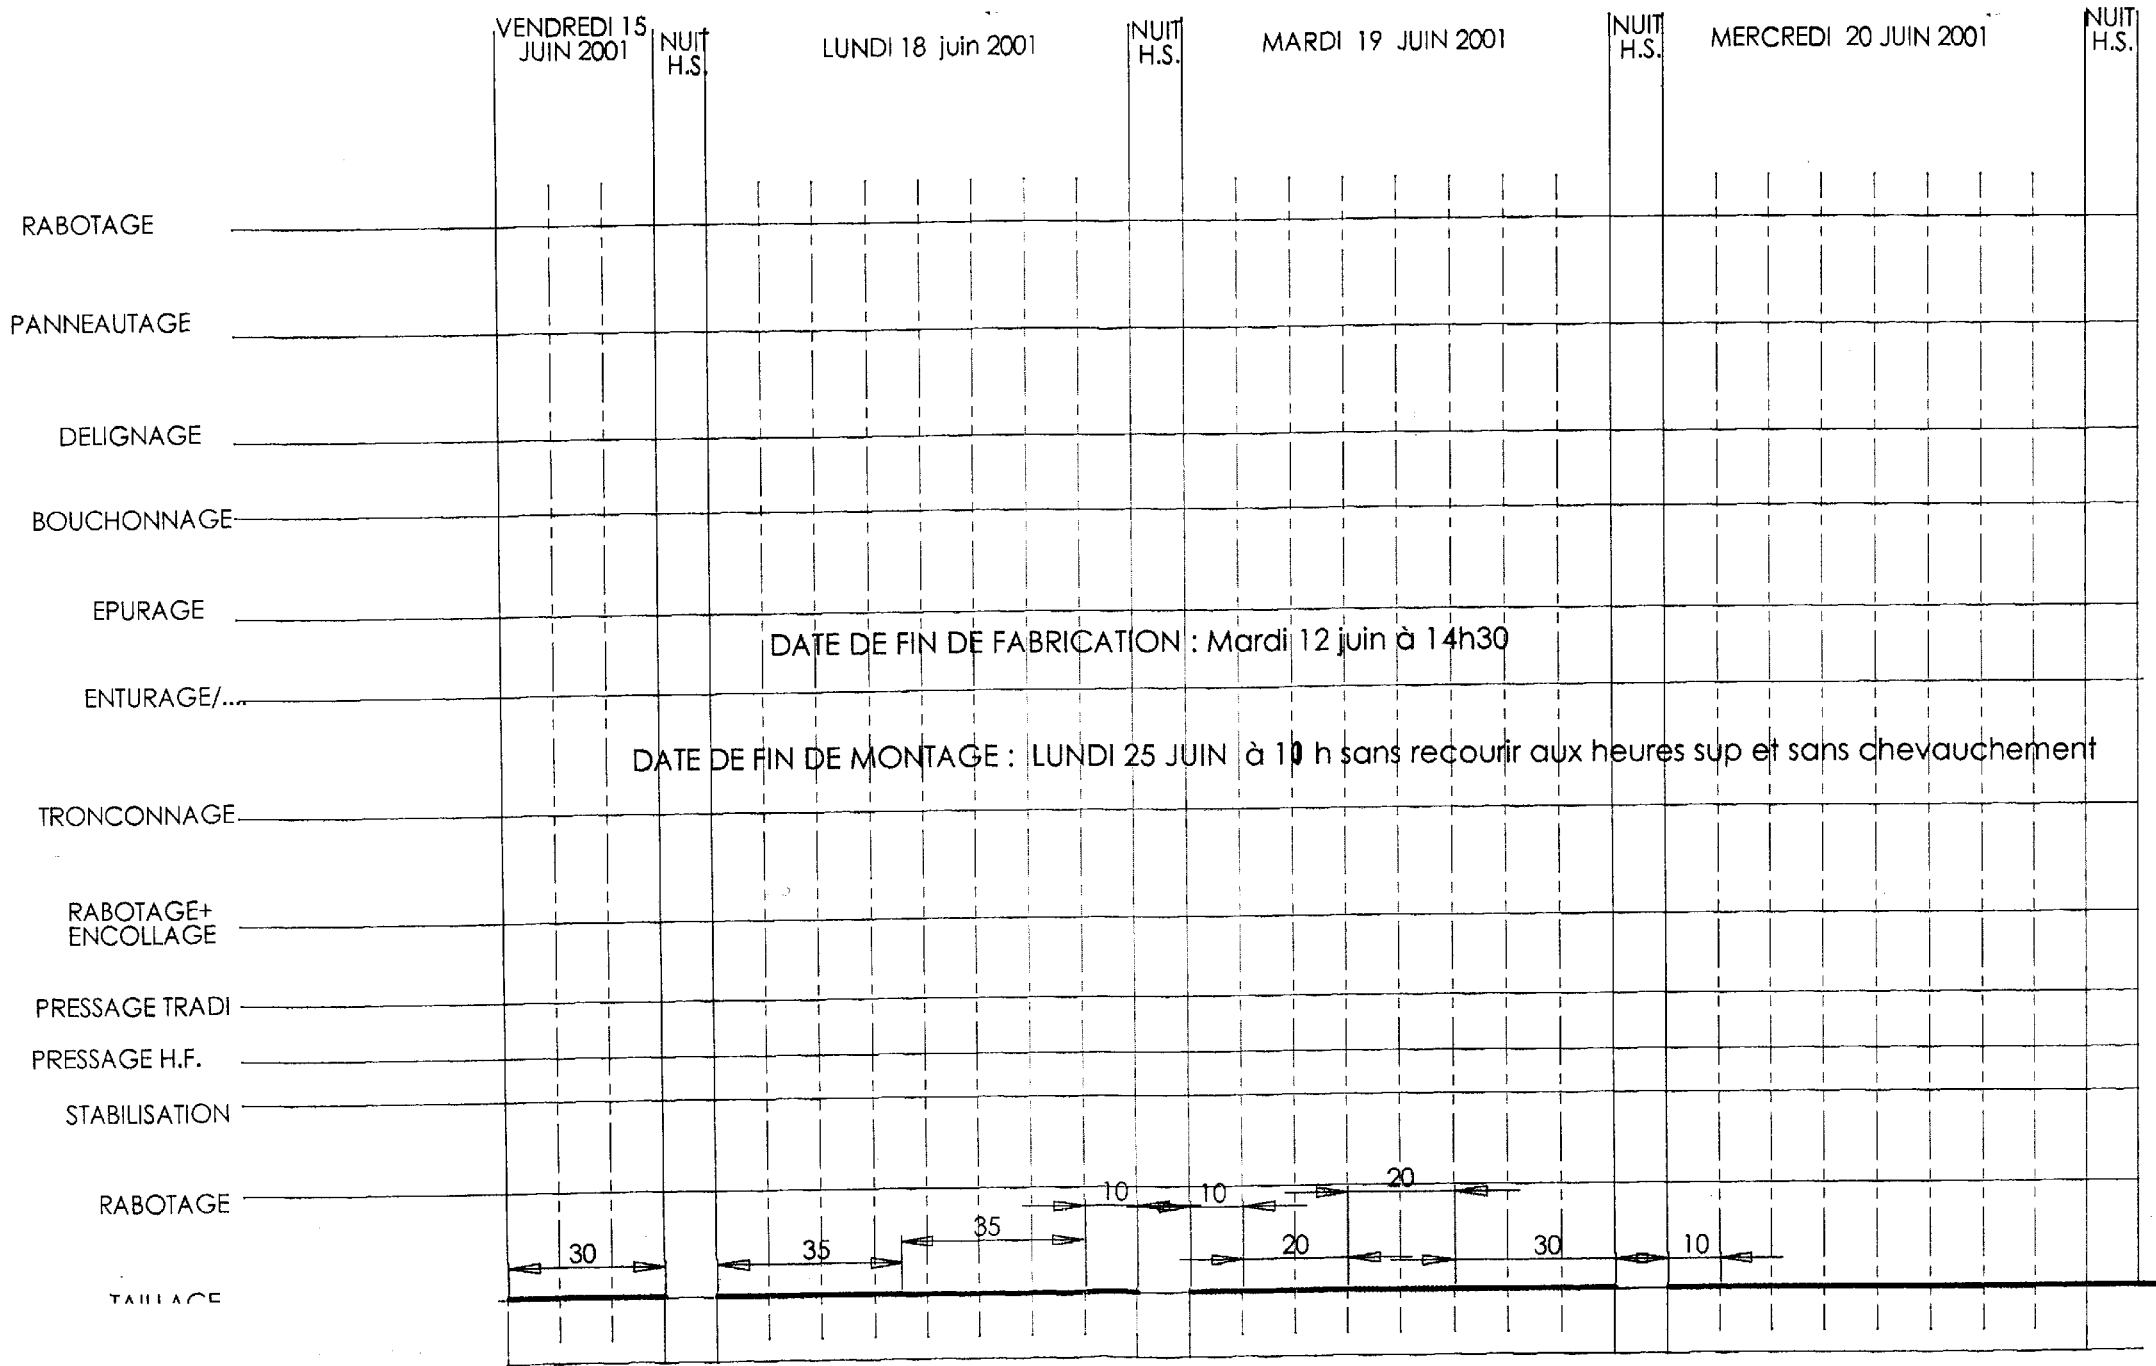 VENDREDI 15
JUIN 2001
NUIT
H.S.
LUNDI 18 juin 2001
NUIT
H.S.
MARDI 19 JUIN 2001
NUIT
H.S.
MERCREDI 20 JUIN 2001
NUIT
H.S.
RABOTAGE
PANNEAUTAGE
DELIGNAGE
BOUCHONNAGE
EPURAGE
DATE DE FIN DE FABRICATION : Mardi 12 juin à 14h30
ENTURAGE/....
DATE DE FIN DE MONTAGE : LUNDI 25 JUIN à h sans recourir aux heures sup et sans chevauchement
TRONCONNAGE
RABOTAGE+
ENCOLLAGE
PRESSAGE TRADI
PRESSAGE H.F.
STABILISATION
RABOTAGE
10 10 20
30 35 35 20 30 10
TAILLAGE